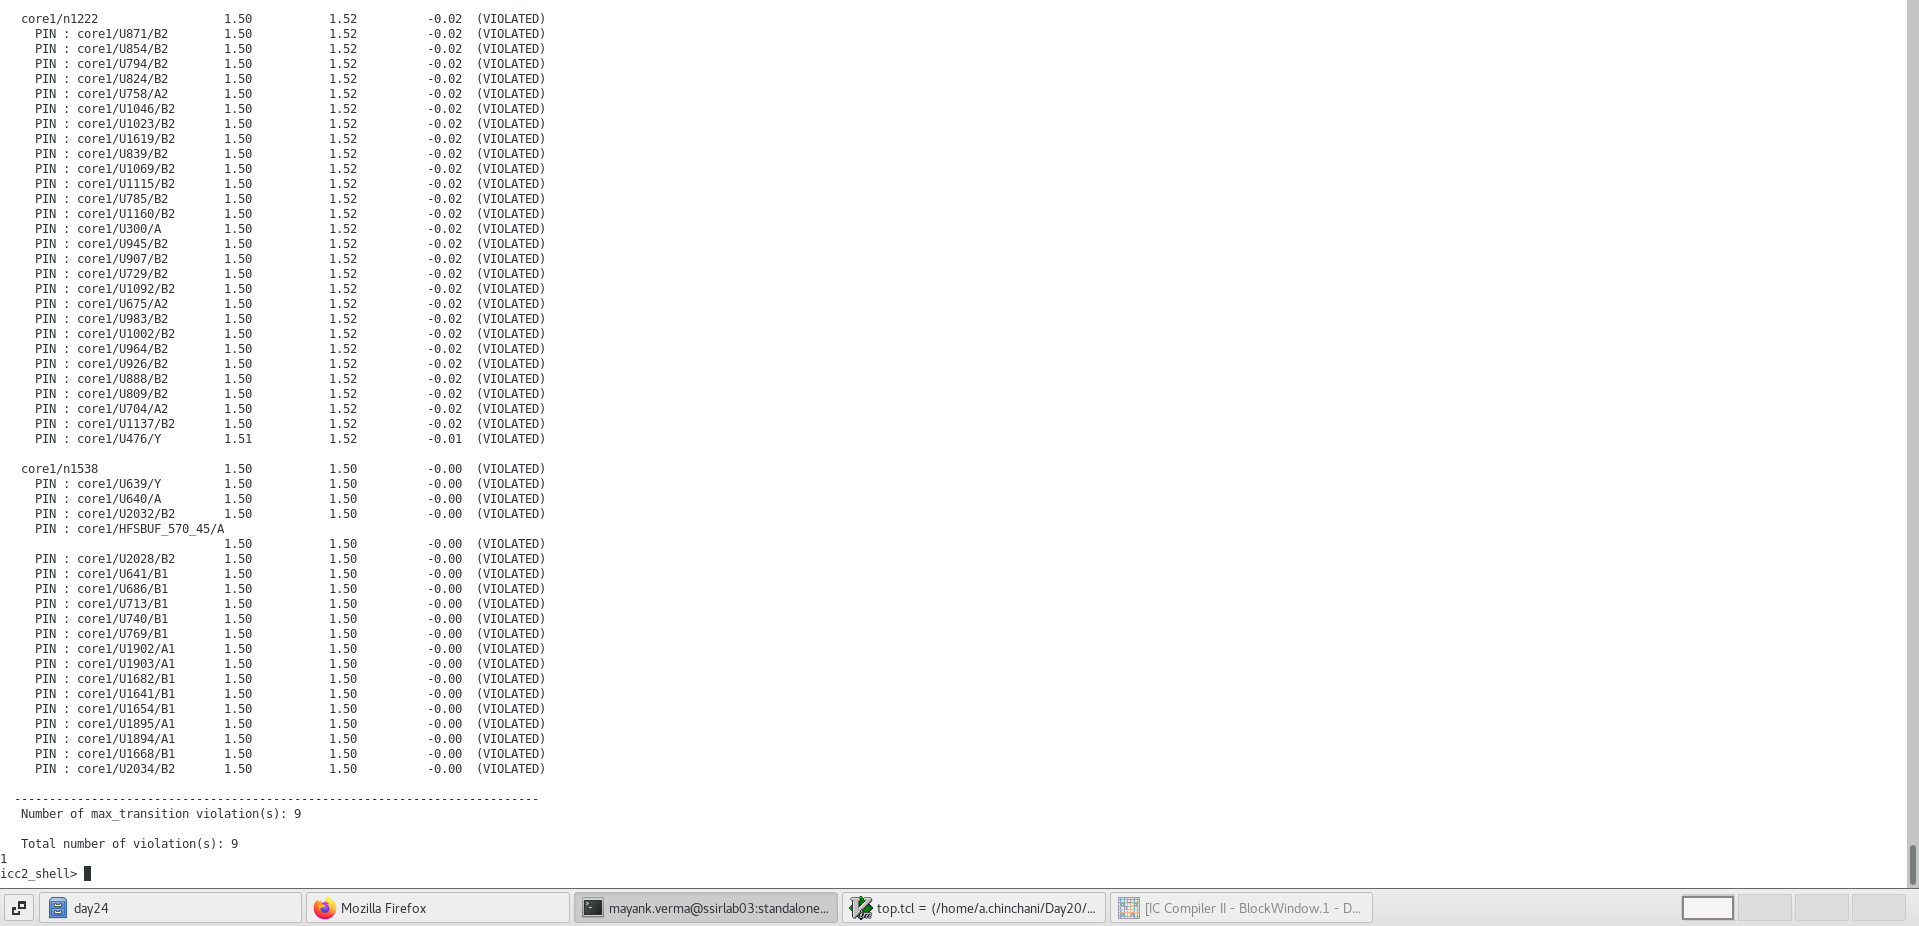 core1/n1222 1.50 1.52 -0.02 (VIOLATED)
PIN : core1/U871/B2 1.50 1.52 -0.02 (VIOLATED)
PIN : core1/U854/B2 1.50 1.52 -0.02 (VIOLATED)
PIN : core1/U794/B2 1.50 1.52 -0.02 (VIOLATED)
PIN : core1/U824/B2 1.50 1.52 -0.02 (VIOLATED)
PIN : core1/U758/A2 1.50 1.52 -0.02 (VIOLATED)
PIN : core1/U1046/B2 1.50 1.52 -0.02 (VIOLATED)
PIN : core1/U1023/B2 1.50 1.52 -0.02 (VIOLATED)
PIN : core1/U1619/B2 1.50 1.52 -0.02 (VIOLATED)
PIN : core1/U839/B2 1.50 1.52 -0.02 (VIOLATED)
PIN : core1/U1069/B2 1.50 1.52 -0.02 (VIOLATED)
PIN : core1/U1115/B2 1.50 1.52 -0.02 (VIOLATED)
PIN : core1/U785/B2 1.50 1.52 -0.02 (VIOLATED)
PIN : core1/U1160/B2 1.50 1.52 -0.02 (VIOLATED)
PIN : core1/U300/A 1.50 1.52 -0.02 (VIOLATED)
PIN : core1/U945/B2 1.50 1.52 -0.02 (VIOLATED)
PIN : core1/U907/B2 1.50 1.52 -0.02 (VIOLATED)
PIN : core1/U729/B2 1.50 1.52 -0.02 (VIOLATED)
PIN : core1/U1092/B2 1.50 1.52 -0.02 (VIOLATED)
PIN : core1/U675/A2 1.50 1.52 -0.02 (VIOLATED)
PIN : core1/U983/B2 1.50 1.52 -0.02 (VIOLATED)
PIN : core1/U1002/B2 1.50 1.52 -0.02 (VIOLATED)
PIN : core1/U964/B2 1.50 1.52 -0.02 (VIOLATED)
PIN : core1/U926/B2 1.50 1.52 -0.02 (VIOLATED)
PIN : core1/U888/B2 1.50 1.52 -0.02 (VIOLATED)
PIN : core1/U809/B2 1.50 1.52 -0.02 (VIOLATED)
PIN : core1/U704/A2 1.50 1.52 -0.02 (VIOLATED)
PIN : core1/U1137/B2 1.50 1.52 -0.02 (VIOLATED)
PIN : core1/U476/Y 1.51 1.52 -0.01 (VIOLATED)
core1/n1538 1.50 1.50 -0.00 (VIOLATED)
PIN : core1/U639/Y 1.50 1.50 -0.00 (VIOLATED)
PIN : core1/U640/A 1.50 1.50 -0.00 (VIOLATED)
PIN : core1/U2032/B2 1.50 1.50 -0.00 (VIOLATED)
PIN : core1/HFSBUF_570_45/A
1.50 1.50 -0.00 (VIOLATED)
PIN : core1/U2028/B2 1.50 1.50 -0.00 (VIOLATED)
PIN : core1/U641/B1 1.50 1.50 -0.00 (VIOLATED)
PIN : core1/U686/B1 1.50 1.50 -0.00 (VIOLATED)
PIN : core1/U713/B1 1.50 1.50 -0.00 (VIOLATED)
PIN : core1/U740/B1 1.50 1.50 -0.00 (VIOLATED)
PIN : core1/U769/B1 1.50 1.50 -0.00 (VIOLATED)
PIN : core1/U1902/A1 1.50 1.50 -0.00 (VIOLATED)
PIN : core1/U1903/A1 1.50 1.50 -0.00 (VIOLATED)
PIN : core1/U1682/B1 1.50 1.50 -0.00 (VIOLATED)
PIN : core1/U1641/B1 1.50 1.50 -0.00 (VIOLATED)
PIN : core1/U1654/B1 1.50 1.50 -0.00 (VIOLATED)
PIN : core1/U1895/A1 1.50 1.50 -0.00 (VIOLATED)
PIN : core1/U1894/A1 1.50 1.50 -0.00 (VIOLATED)
PIN : core1/U1668/B1 1.50 1.50 -0.00 (VIOLATED)
PIN : core1/U2034/B2 1.50 1.50 -0.00 (VIOLATED)
---------------------------------------------------------------------------
Number of max_transition violation(s): 9
Total number of violation(s): 9
1
icc2_shell>
day24
Mozilla Firefox
mayank.verma@ssirlab03:standalone...
top.tcl = (/home/a.chinchani/Day20/...
[IC Compiler II - BlockWindow.1 - D...